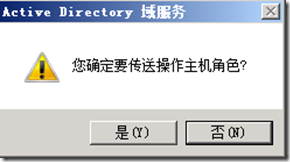 Active Directory 域服务
您确定要传送操作主机角色?
是(Y)
否(N)